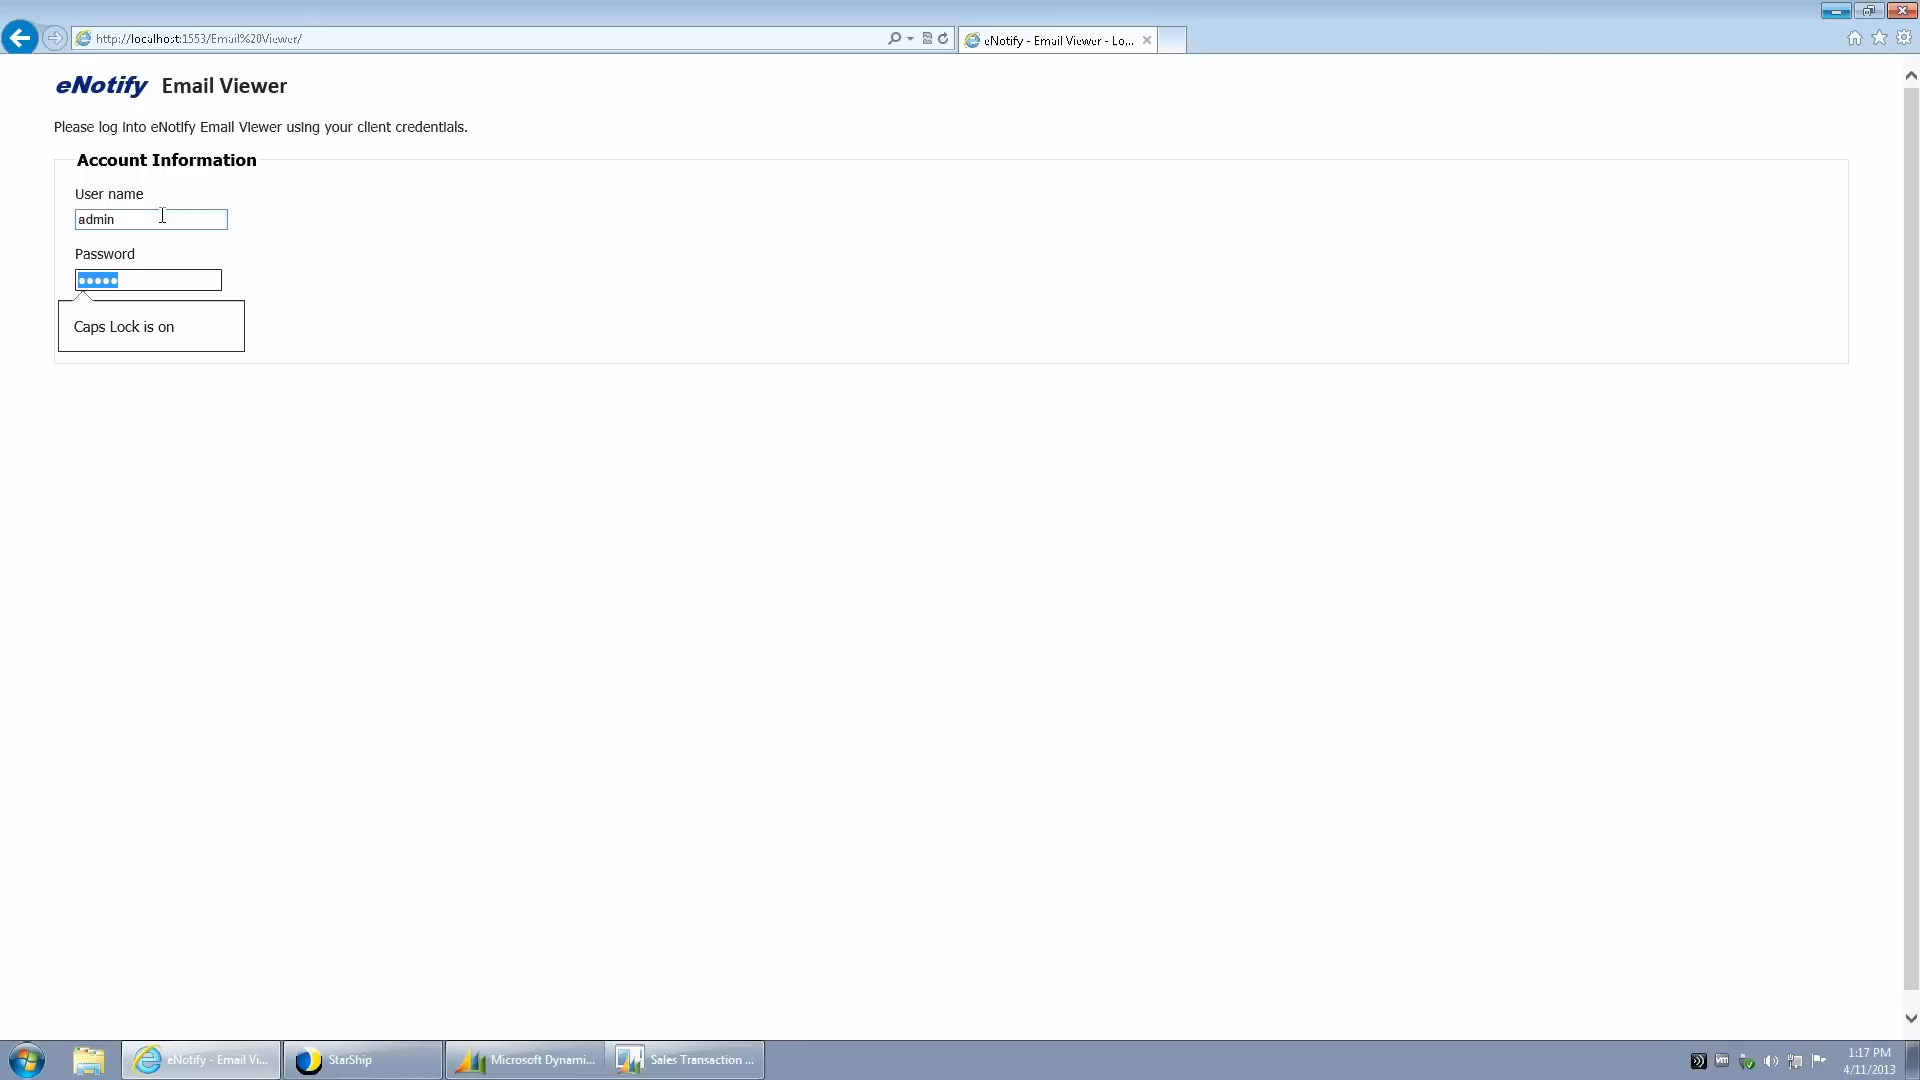 http://localhost:1553/Email%20Viewer/
eNotify - Email Viewer - Lo...
eNotify Email Viewer
Please log into eNotify Email Viewer using your client credentials.
Account Information
User name
admin
Password
Caps Lock is on
eNotify - Email Vi...
StarShip
Microsoft Dynami...
Sales Transaction ...
vm
1:17 PM
4/11/2013